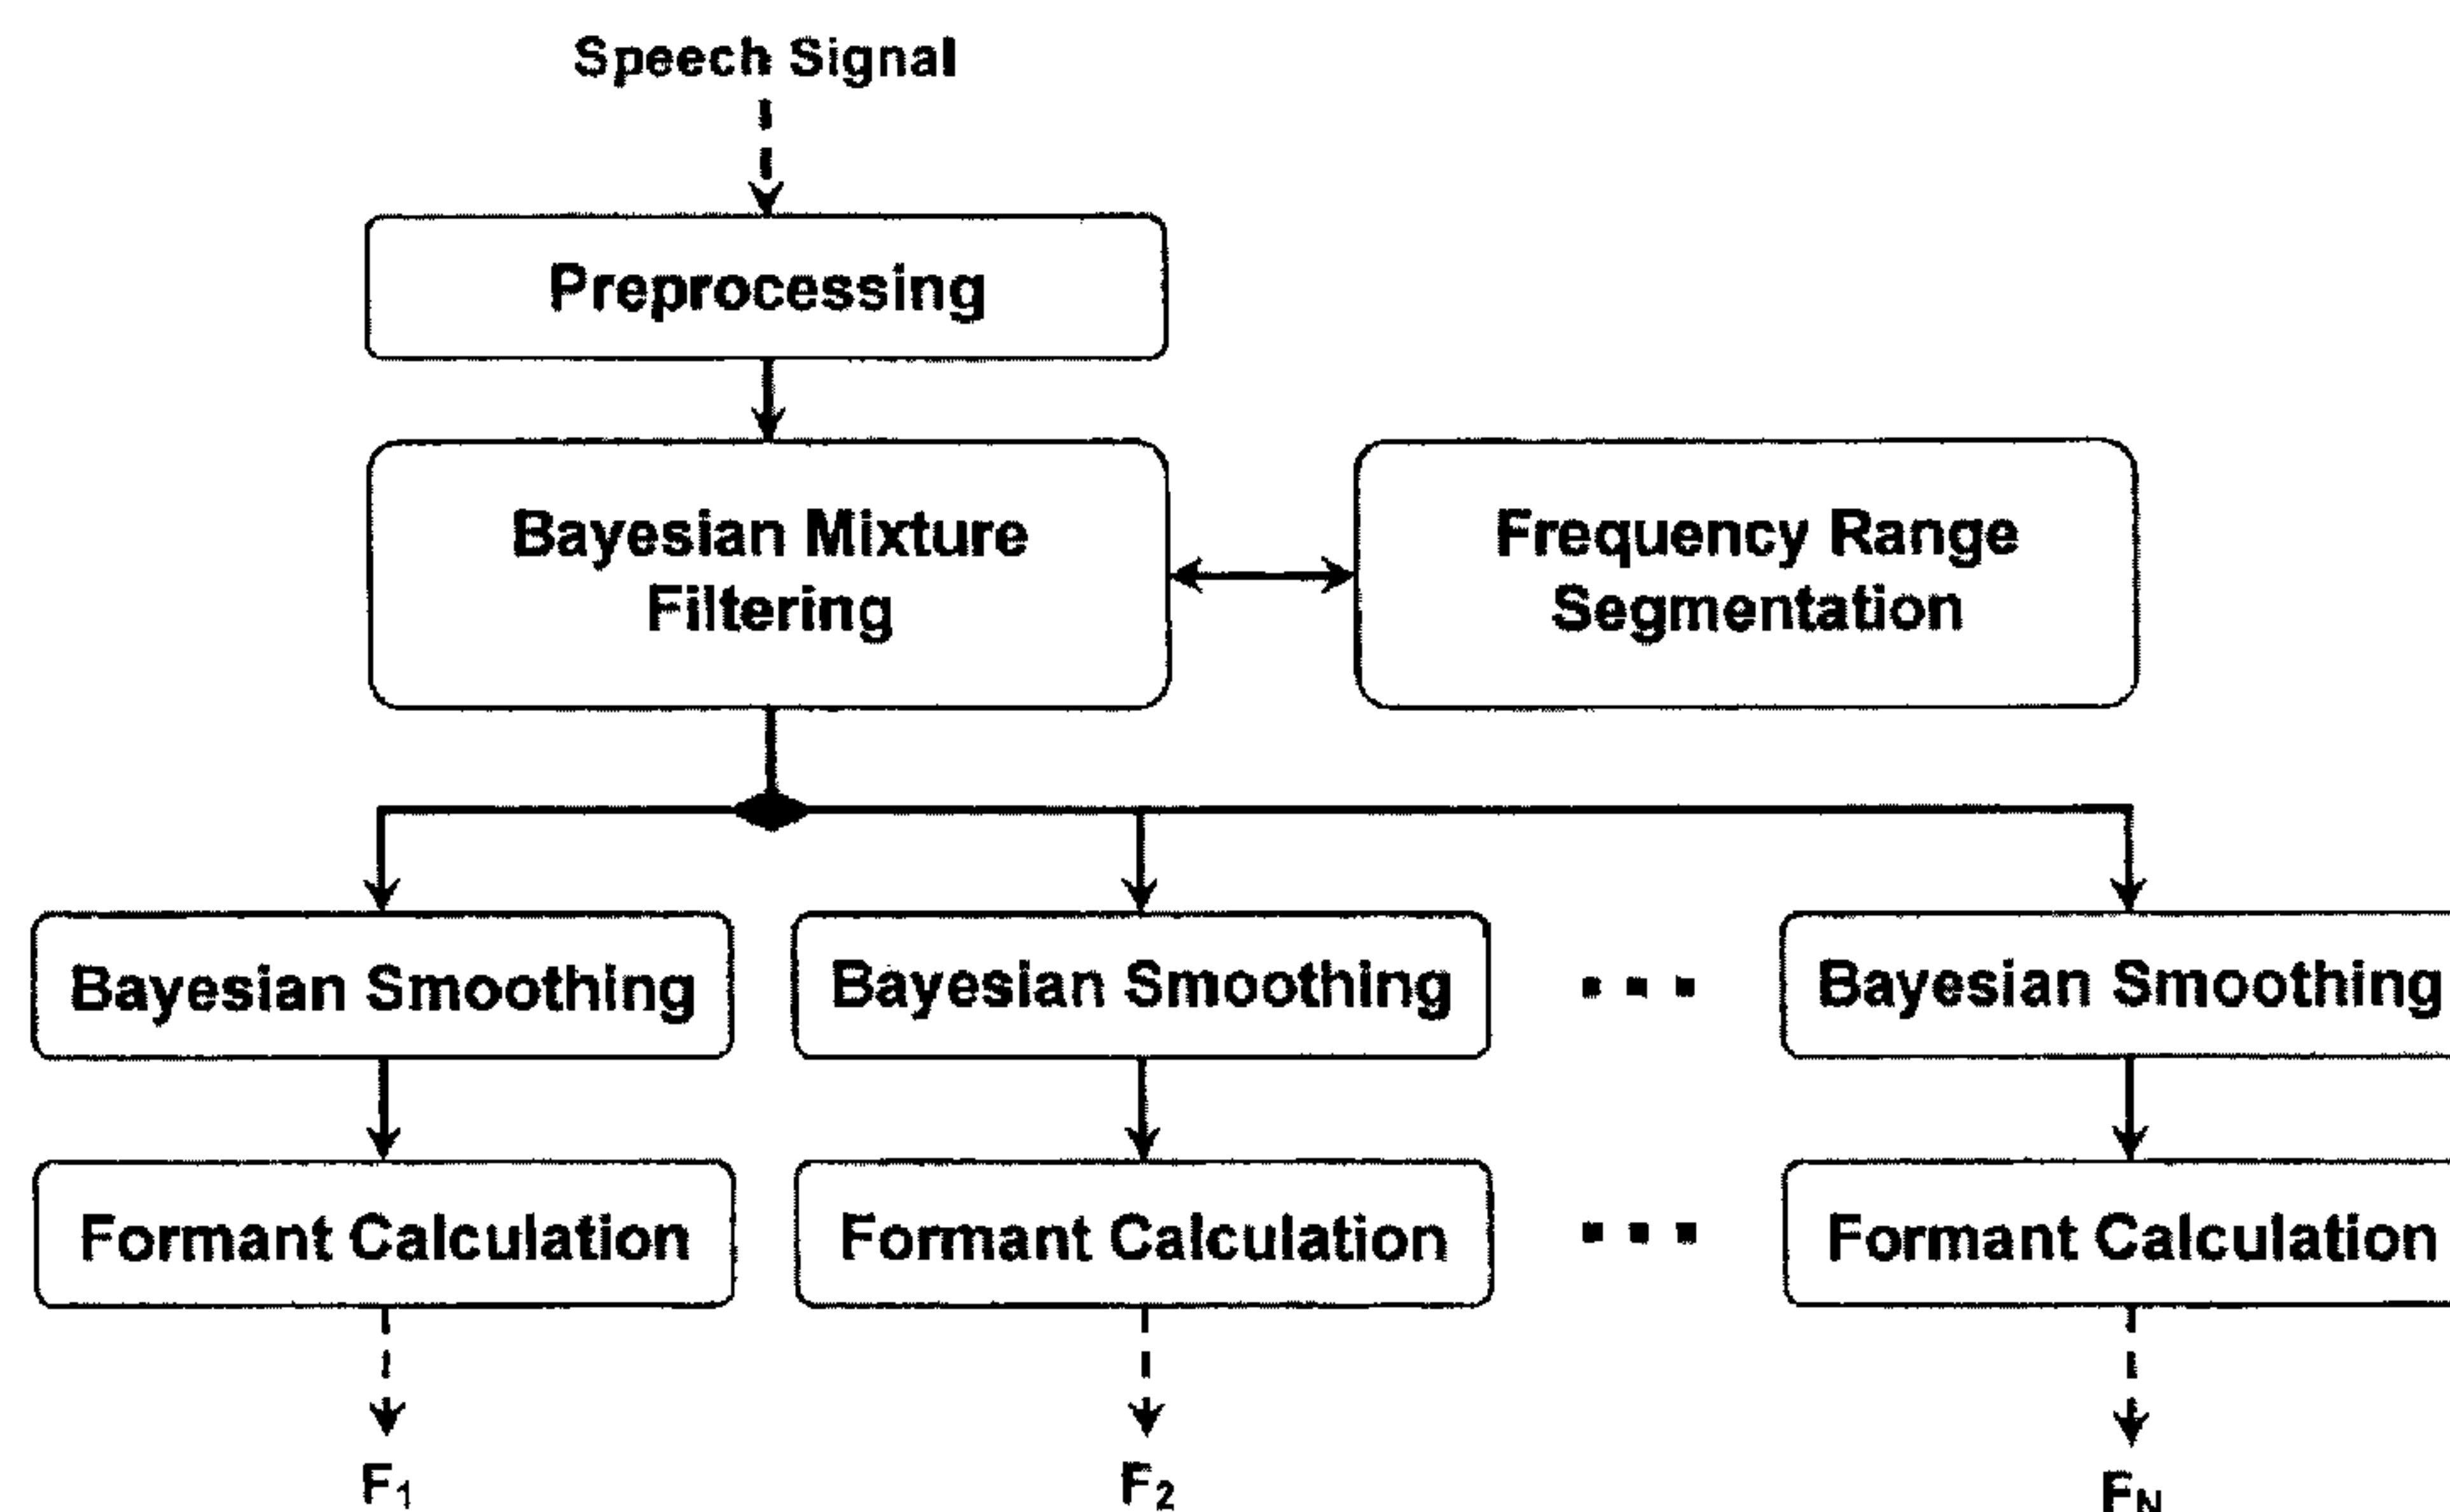 Speech Signal
Preprocessing
Bayesian Mixture
Filtering
Frequency Range
Segmentation
Bayesian Smoothing
Bayesian Smoothing
▪ ▪ ▪
Bayesian Smoothing
Formant Calculation
Formant Calculation
▪ ▪ ▪
Formant Calculation
F₁
F₂
F_N